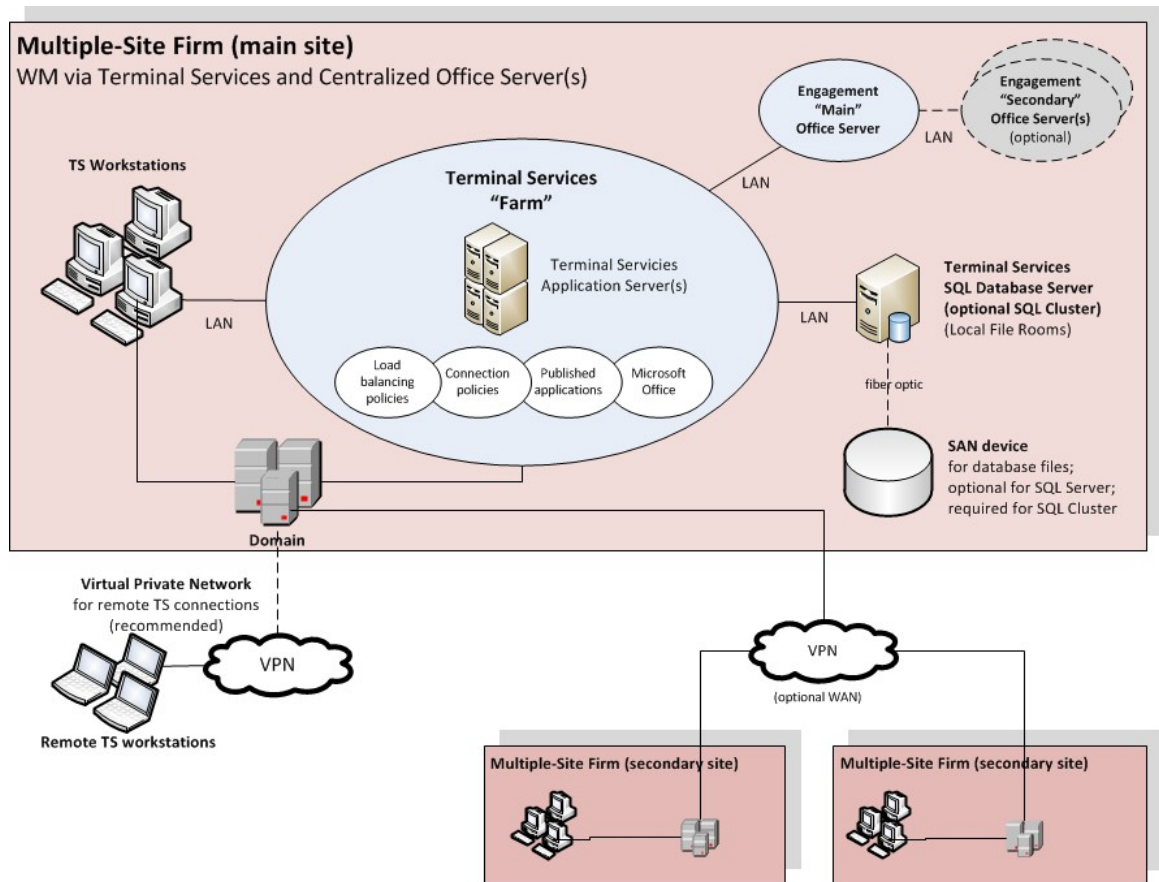 Multiple-Site Firm (main site)
WM via Terminal Services and Centralized Office Server(s)
Engagement
“Main”
Office Server
LAN
Engagement
“Secondary”
Office Server(s)
(optional)
LAN
TS Workstations
LAN
Terminal Services
“Farm”
Terminal Servicies
Application Server(s)
Load
balancing
policies
Connection
policies
Published
applications
Microsoft
Office
LAN
Terminal Services
SQL Database Server
(optional SQL Cluster)
(Local File Rooms)
fiber optic
SAN device
for database files;
optional for SQL Server;
required for SQL Cluster
Domain
Virtual Private Network
for remote TS connections
(recommended)
VPN
Remote TS workstations
VPN
(optional WAN)
Multiple-Site Firm (secondary site)
Multiple-Site Firm (secondary site)